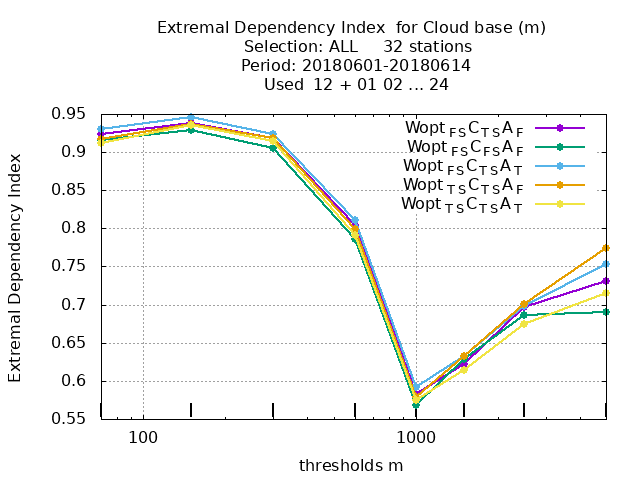 Extremal Dependency Index  for Cloud base (m)
Selection: ALL     32 stations
Period: 20180601-20180614
Used  12 + 01 02 ... 24
Extremal Dependency Index
0.95
0.9
0.85
0.8
0.75
0.7
0.65
0.6
0.55
Wopt FS C TS A F
Wopt FS C FS A F
Wopt FS C TS A T
Wopt TS C TS A F
Wopt TS C TS A T
100 1000
thresholds m